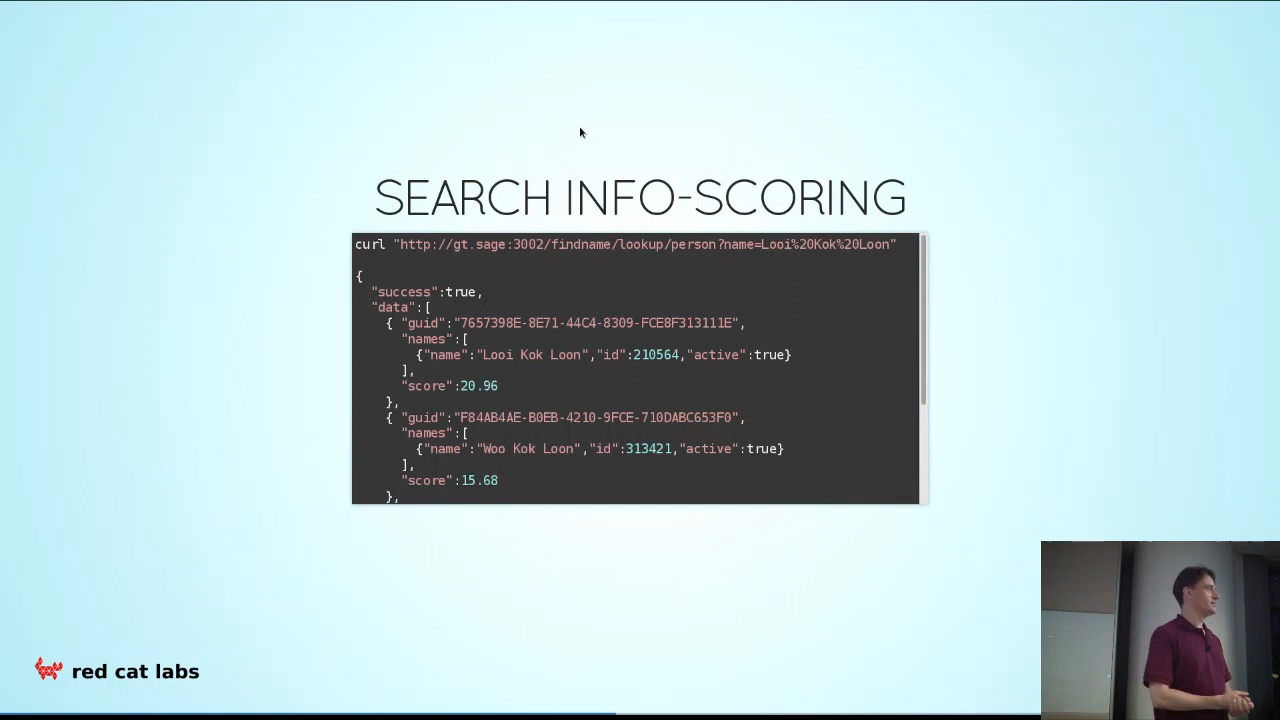 SEARCH INFO-SCORING
curl "http://gt.sage:3002/findname/lookup/person?name=Looi%20Kok%20Loon"
{
"success":true,
"data":[
{ "guid":"7657398E-8E71-44C4-8309-FCE8F313111E",
"names":[
{"name":"Looi Kok Loon","id":210564,"active":true}
],
"score":20.96
},
{ "guid":"F84AB4AE-B0EB-4210-9FCE-710DABC653F0",
"names":[
{"name":"Woo Kok Loon","id":313421,"active":true}
],
"score":15.68
},
red cat labs